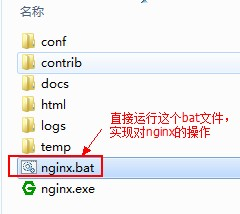 名称
conf
contrib
docs
html
logs
temp
直接运行这个bat文件，
实现对nginx的操作
nginx.bat
nginx.exe